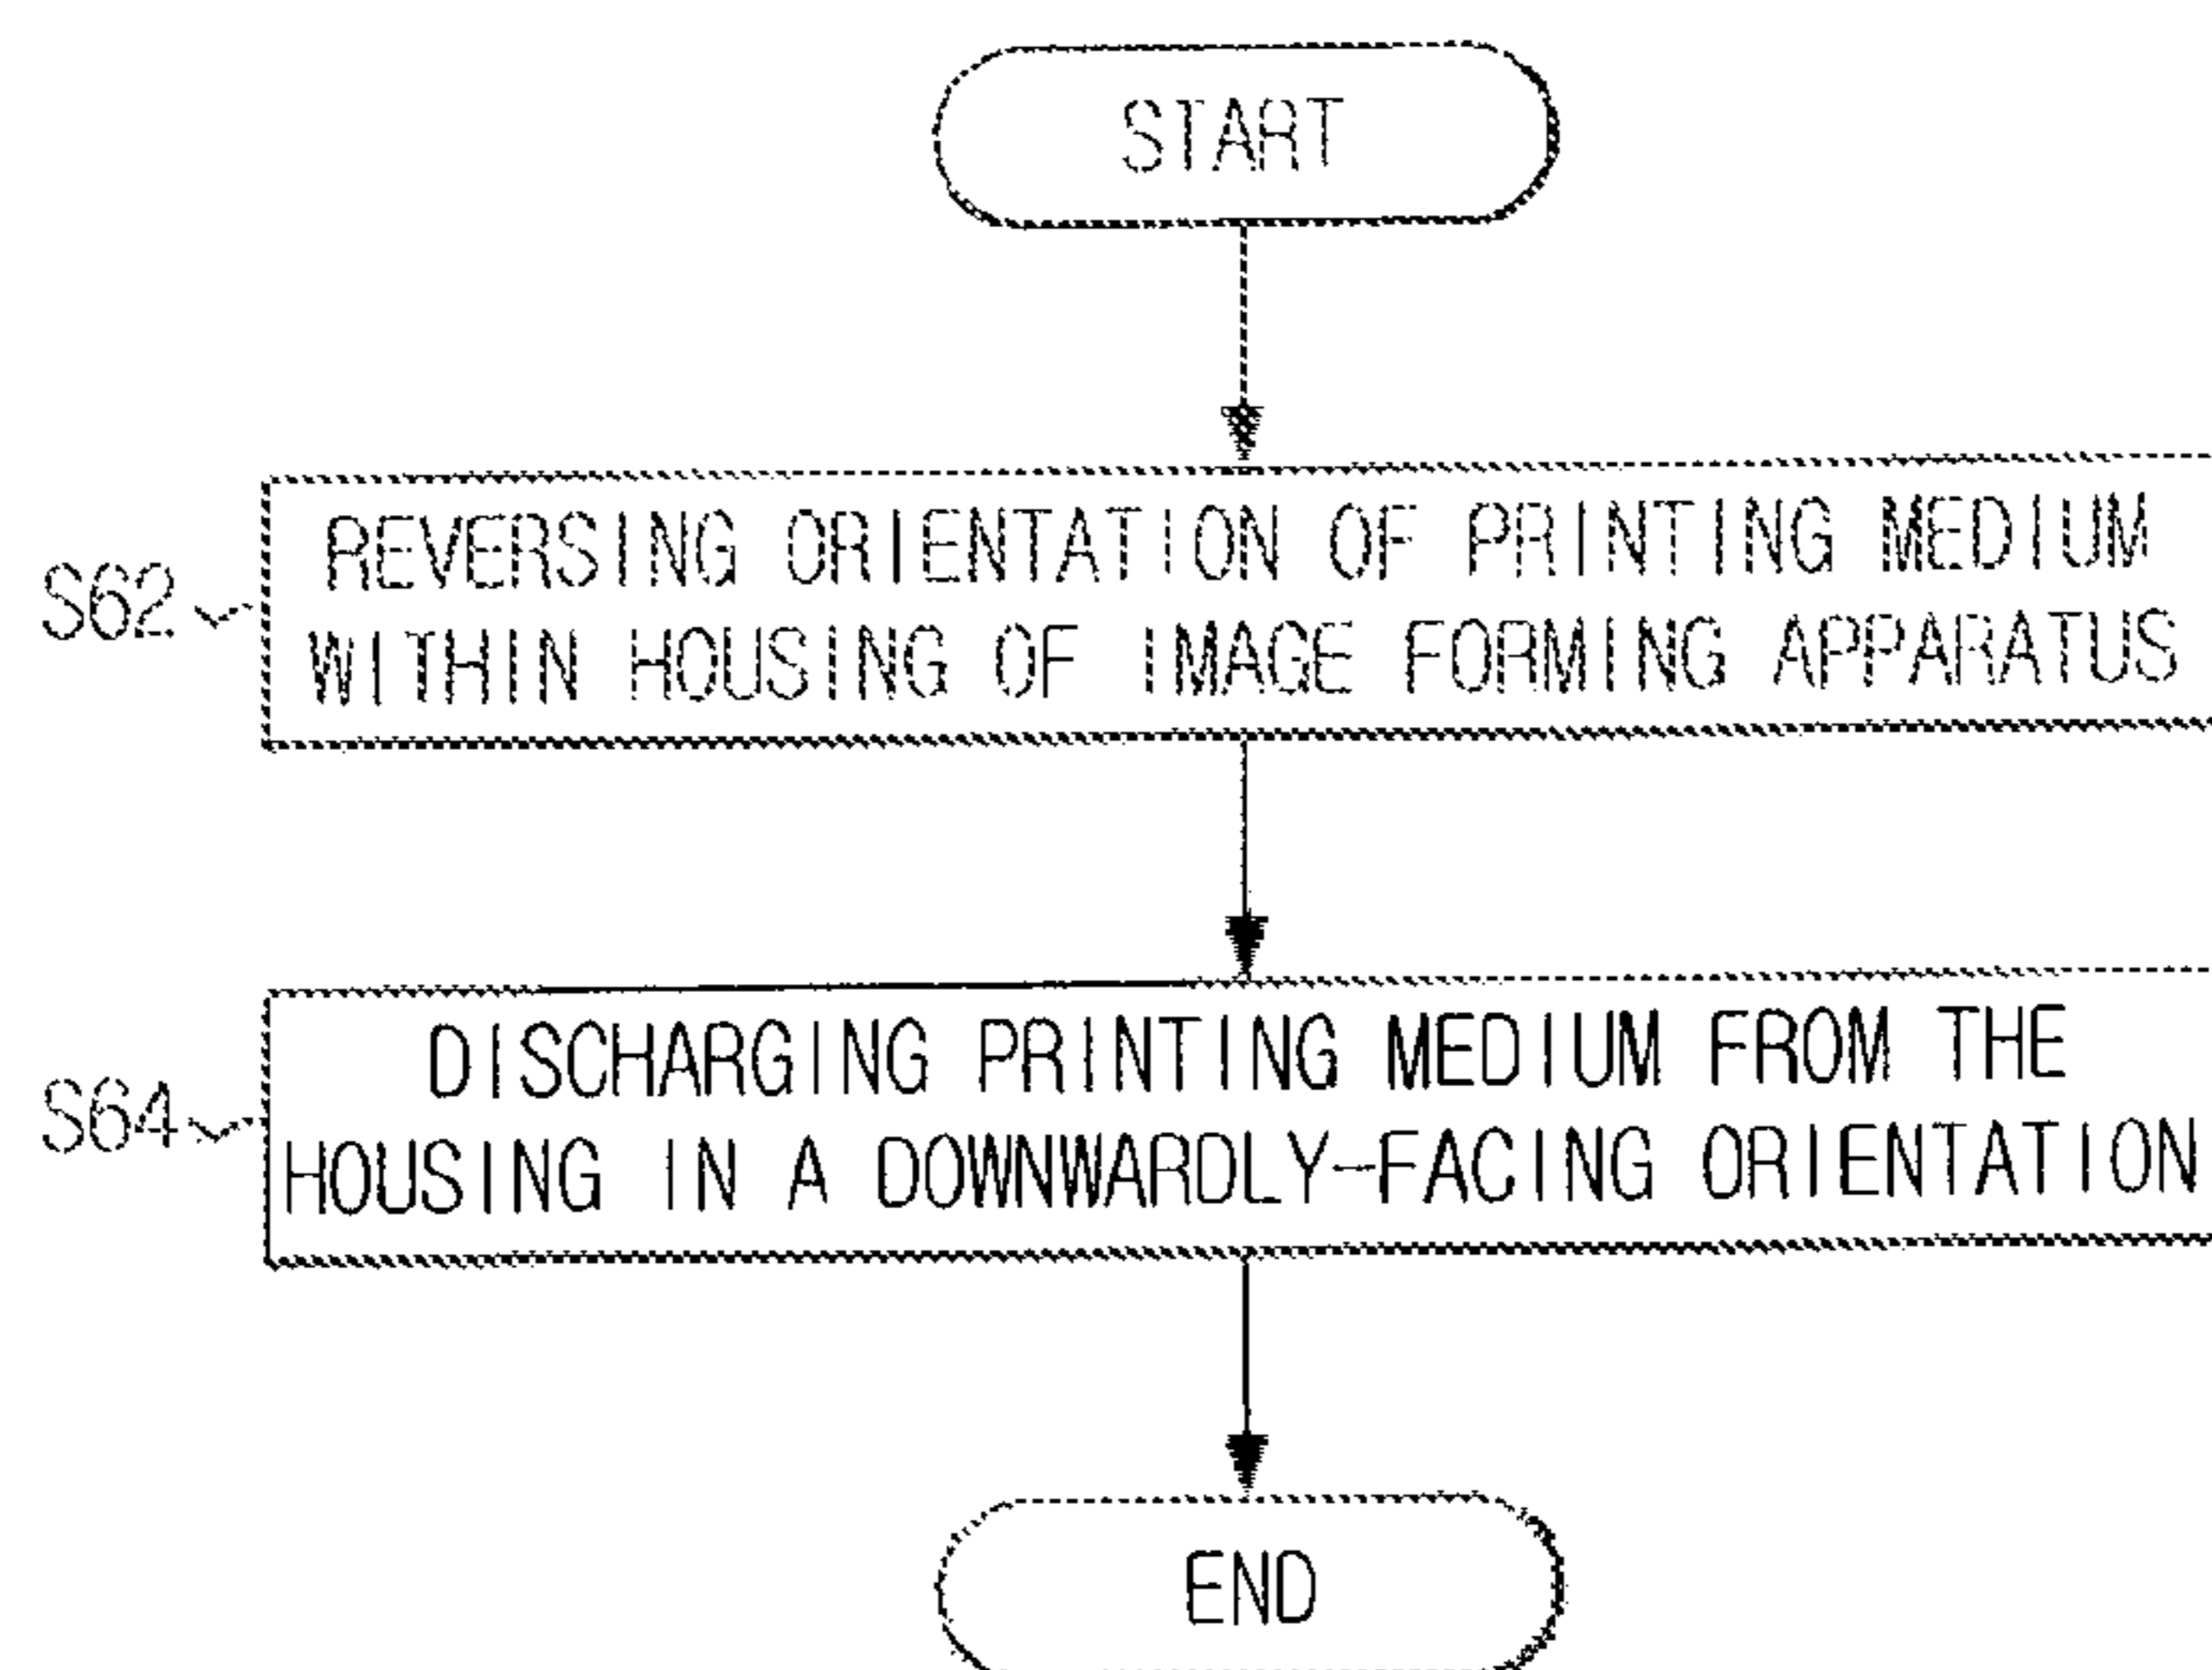 START
S62
REVERSING ORIENTATION OF PRINTING MEDIUM
WITHIN HOUSING OF IMAGE FORMING APPARATUS
S64
DISCHARGING PRINTING MEDIUM FROM THE
HOUSING IN A DOWNWARDLY-FACING ORIENTATION
END